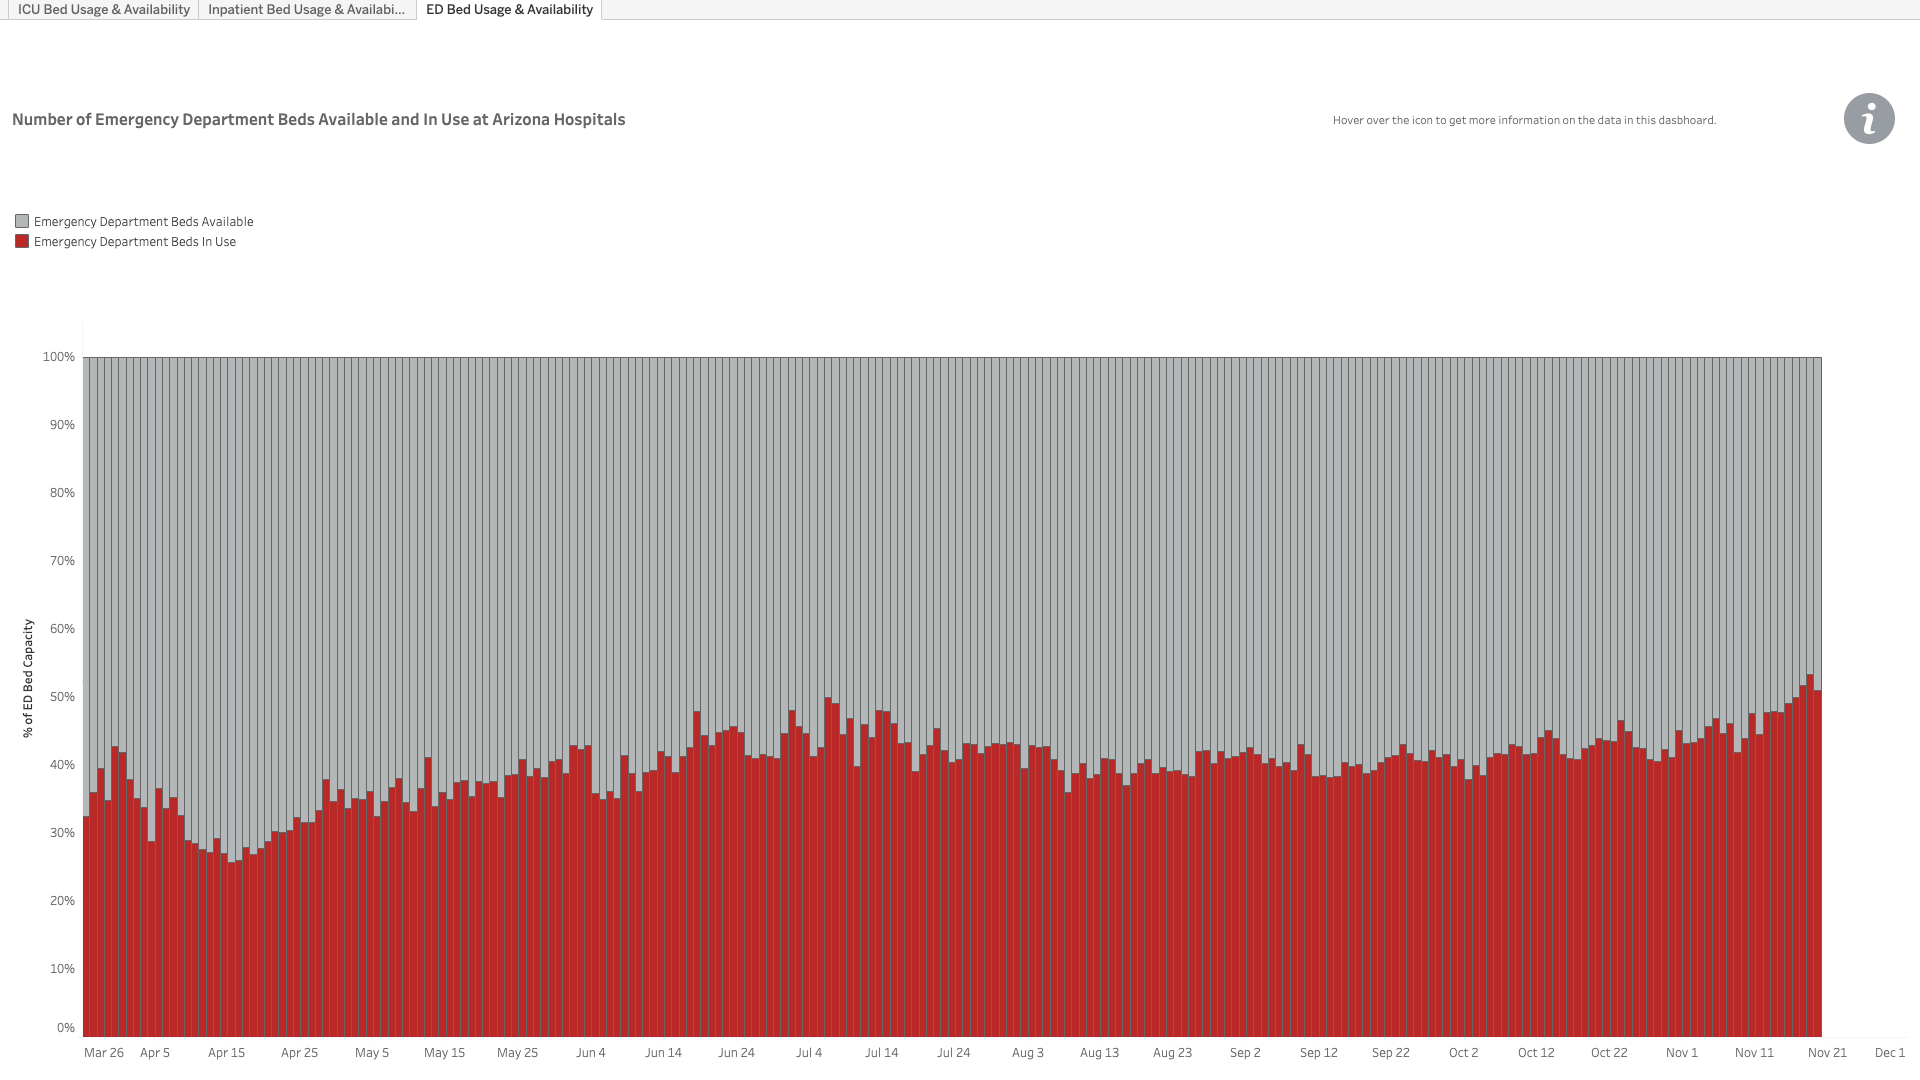 ICU Bed Usage & Availability
Inpatient Bed Usage & Availabi...
ED Bed Usage & Availability
Number of Emergency Department Beds Available and In Use at Arizona Hospitals
Hover over the icon to get more information on the data in this dasbhoard.
i
Emergency Department Beds Available
Emergency Department Beds In Use
% of ED Bed Capacity
100%
90%
80%
70%
60%
50%
40%
30%
20%
10%
0%
Mar 26 Apr 5 Apr 15 Apr 25 May 5 May 15 May 25 Jun 4 Jun 14 Jun 24 Jul 4 Jul 14 Jul 24 Aug 3 Aug 13 Aug 23 Sep 2 Sep 12 Sep 22 Oct 2 Oct 12 Oct 22 Nov 1 Nov 11 Nov 21 Dec 1